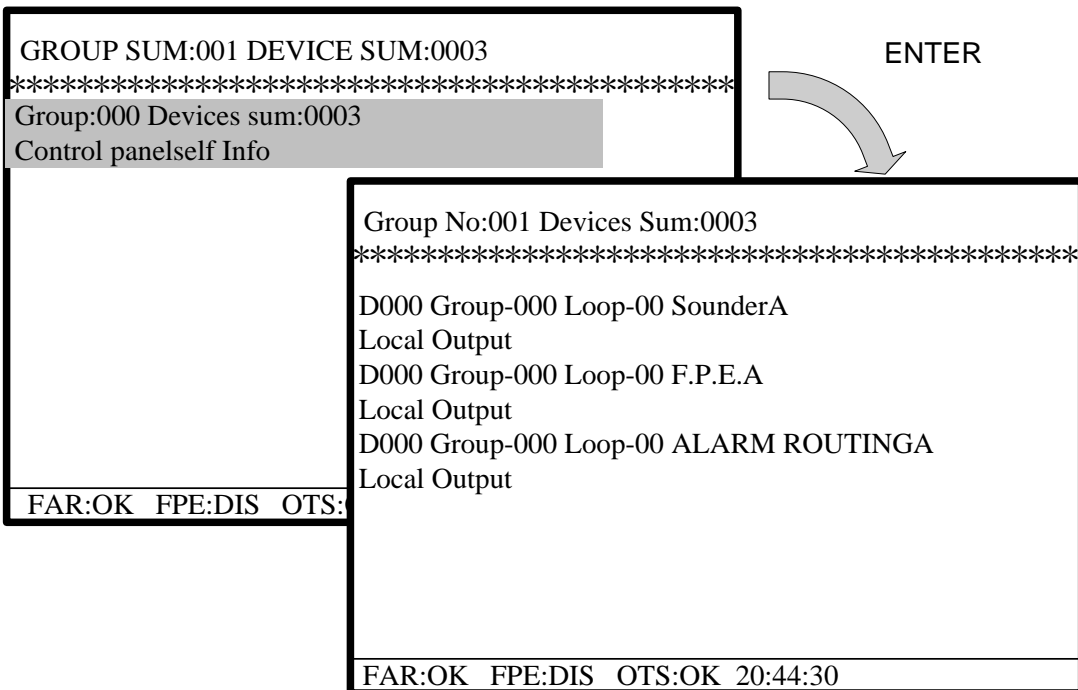 GROUP SUM:001 DEVICE SUM:0003
*******************************************
Group:000 Devices sum:0003
Control panelself Info
FAR:OK FPE:DIS OTS:
ENTER
Group No:001 Devices Sum:0003
*******************************************
D000 Group-000 Loop-00 SounderA
Local Output
D000 Group-000 Loop-00 F.P.E.A
Local Output
D000 Group-000 Loop-00 ALARM ROUTINGA
Local Output
FAR:OK FPE:DIS OTS:OK 20:44:30